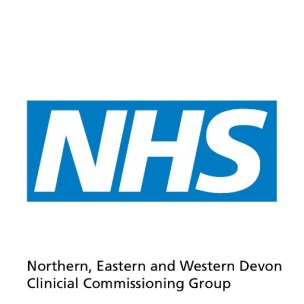 NHS
Northern, Eastern and Western Devon
Clinicial Commissioning Group